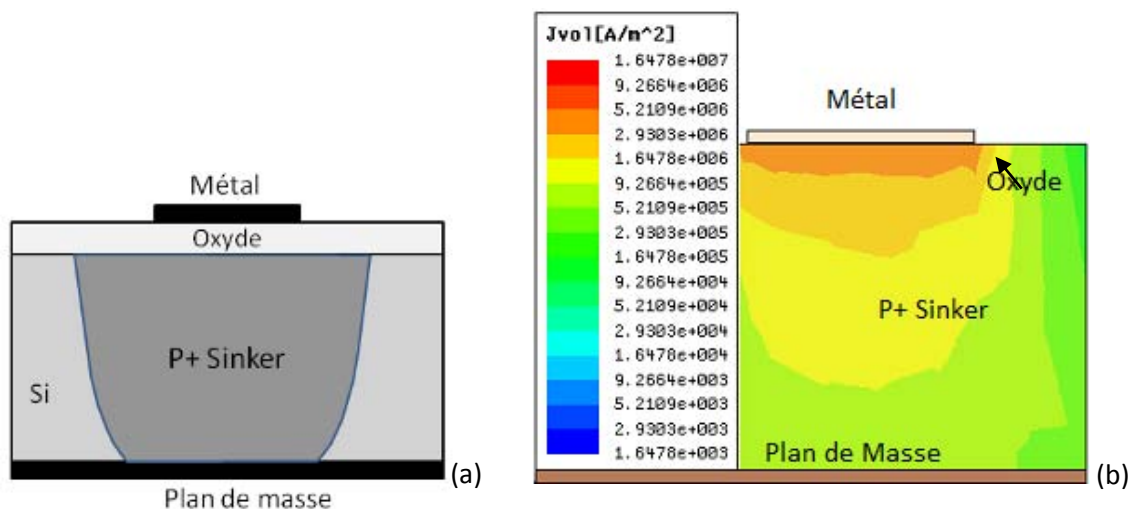 Métal
Oxyde
P+ Sinker
Si
Plan de masse
(a)
Jvol[A/m^2]
1.6478e+007
9.2664e+006
5.2109e+006
2.9303e+006
1.6478e+006
9.2664e+005
5.2109e+005
2.9303e+005
1.6478e+005
9.2664e+004
5.2109e+004
2.9303e+004
1.6478e+004
9.2664e+003
5.2109e+003
2.9303e+003
1.6478e+003
Métal
Oxyde
P+ Sinker
Plan de Masse
(b)